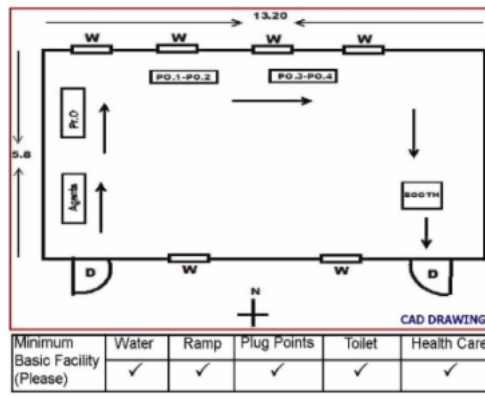 13.20
W W W W
PO.1-PO.2 PO.3-PO.4
Pr.O
5.8
Agents
BOOTH
D W W D
N
CAD DRAWING
Minimum Basic Facility (Please) Water Ramp Plug Points Toilet Health Care
✓ ✓ ✓ ✓ ✓